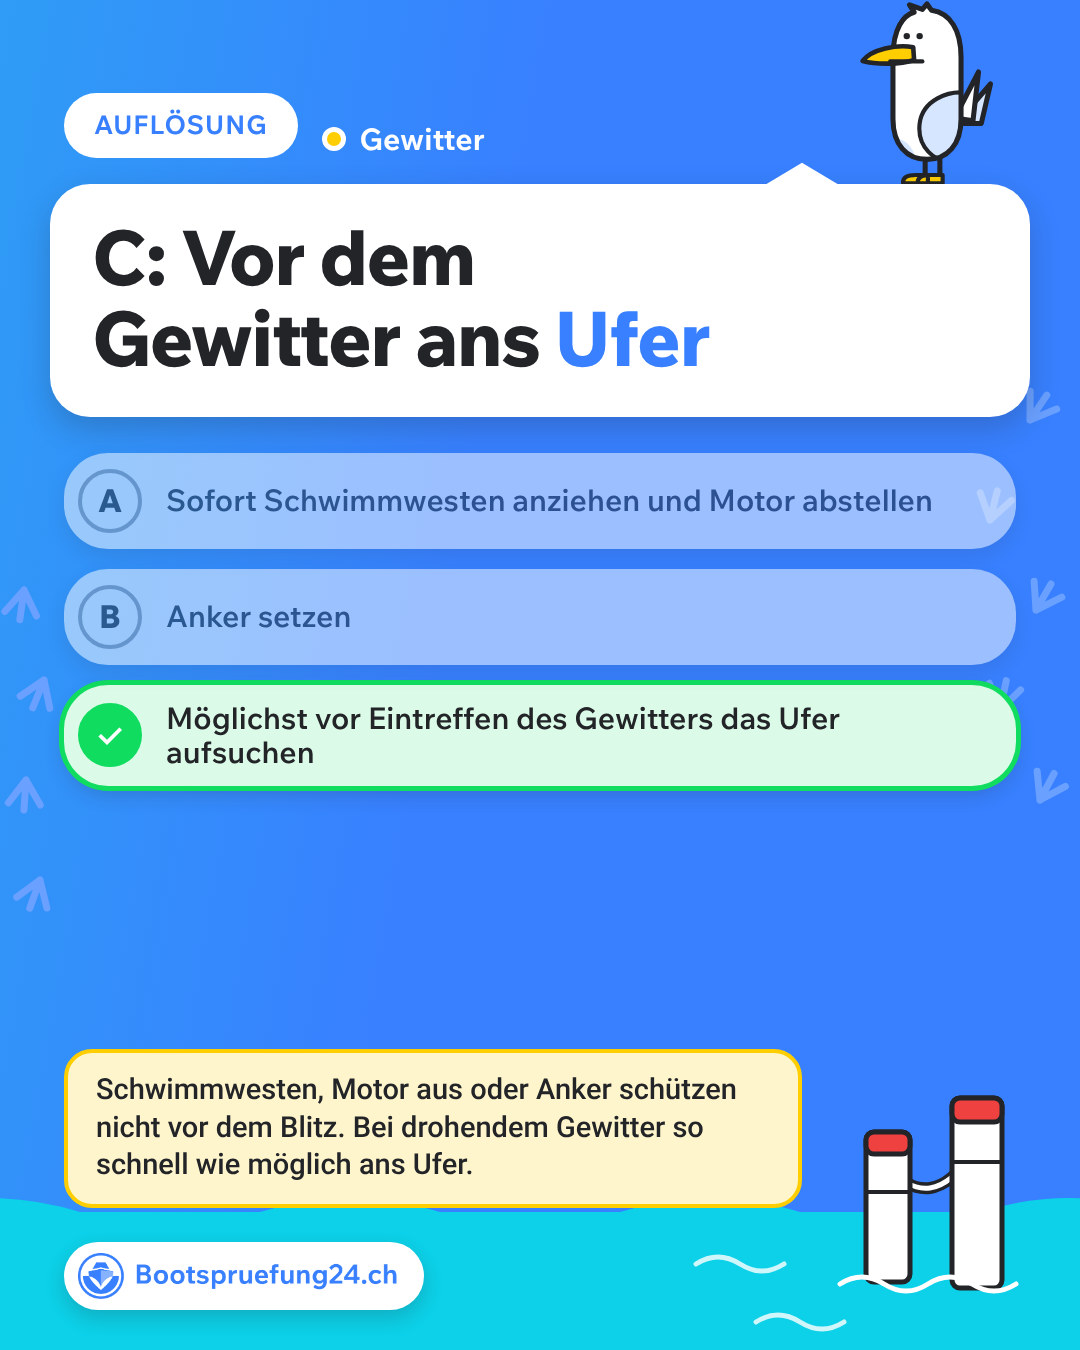 AUFLÖSUNG
Gewitter
C: Vor dem
Gewitter ans Ufer
A
Sofort Schwimmwesten anziehen und Motor abstellen
B
Anker setzen
Möglichst vor Eintreffen des Gewitters das Ufer
aufsuchen
Schwimmwesten, Motor aus oder Anker schützen
nicht vor dem Blitz. Bei drohendem Gewitter so
schnell wie möglich ans Ufer.
Bootspruefung24.ch